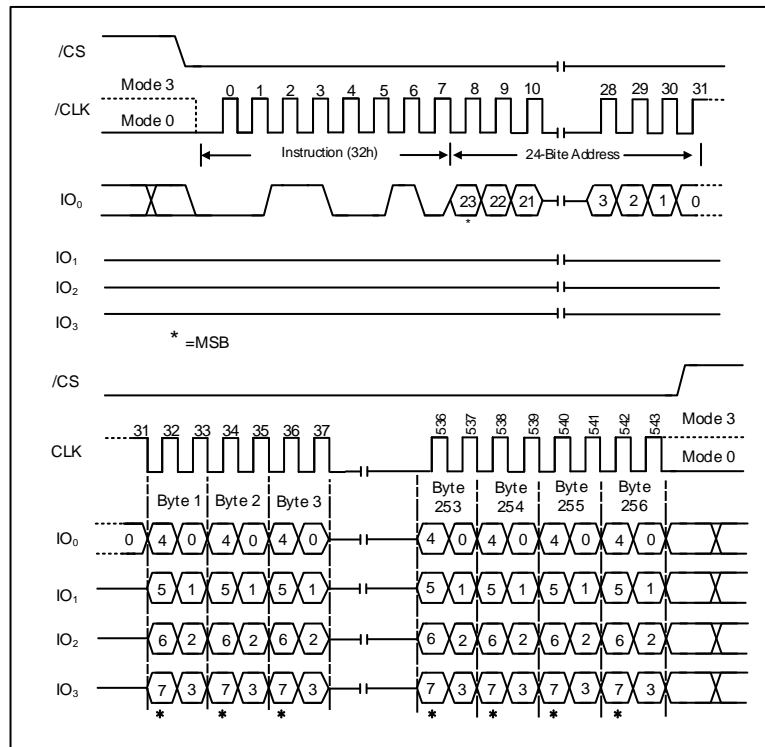 /CS
Mode 3
0 1 2 3 4 5 6 7 8 9 10 28 29 30 31
/CLK
Mode 0
Instruction (32h) 24-Bite Address
IO₀ 23 22 21 3 2 1 0
*
IO₁
IO₂
IO₃
* =MSB
/CS
31 32 33 34 35 36 37 536 537 538 539 540 541 542 543 Mode 3
CLK
Mode 0
Byte 1 Byte 2 Byte 3 Byte 253 Byte 254 Byte 255 Byte 256
IO₀ 0 4 0 4 0 4 0 4 0 4 0 4 0 4 0
IO₁ 5 1 5 1 5 1 5 1 5 1 5 1 5 1
IO₂ 6 2 6 2 6 2 6 2 6 2 6 2 6 2
IO₃ 7 3 7 3 7 3 7 3 7 3 7 3 7 3
* * * * * * *